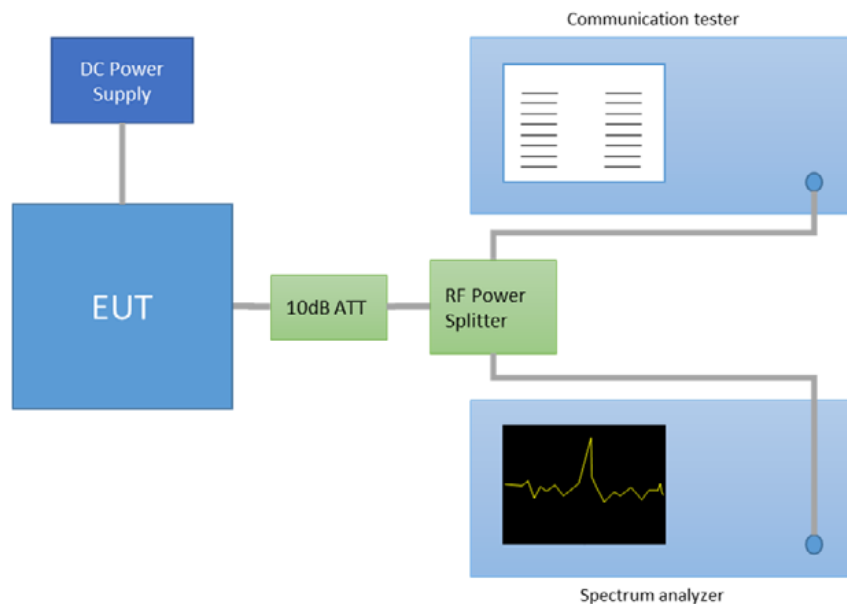 Communication tester
DC Power
Supply
EUT
10dB ATT
RF Power
Splitter
Spectrum analyzer